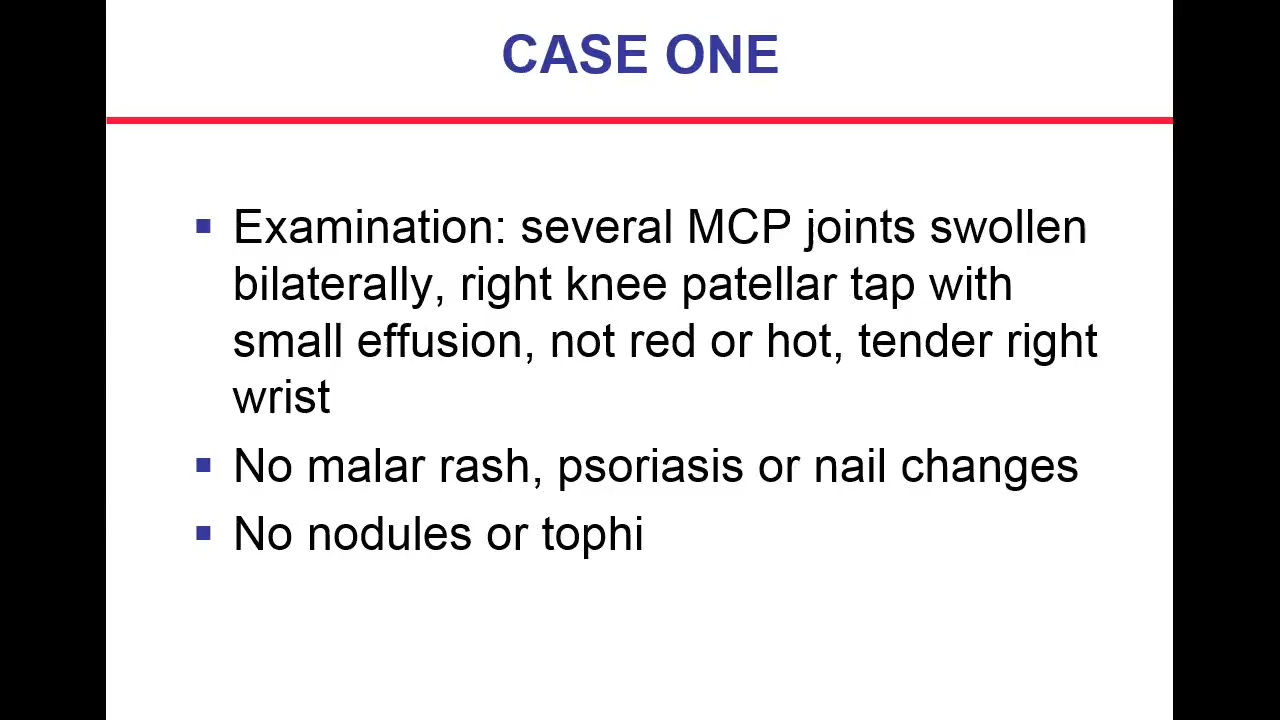 CASE ONE
Examination: several MCP joints swollen
bilaterally, right knee patellar tap with
small effusion, not red or hot, tender right
wrist
No malar rash, psoriasis or nail changes
No nodules or tophi